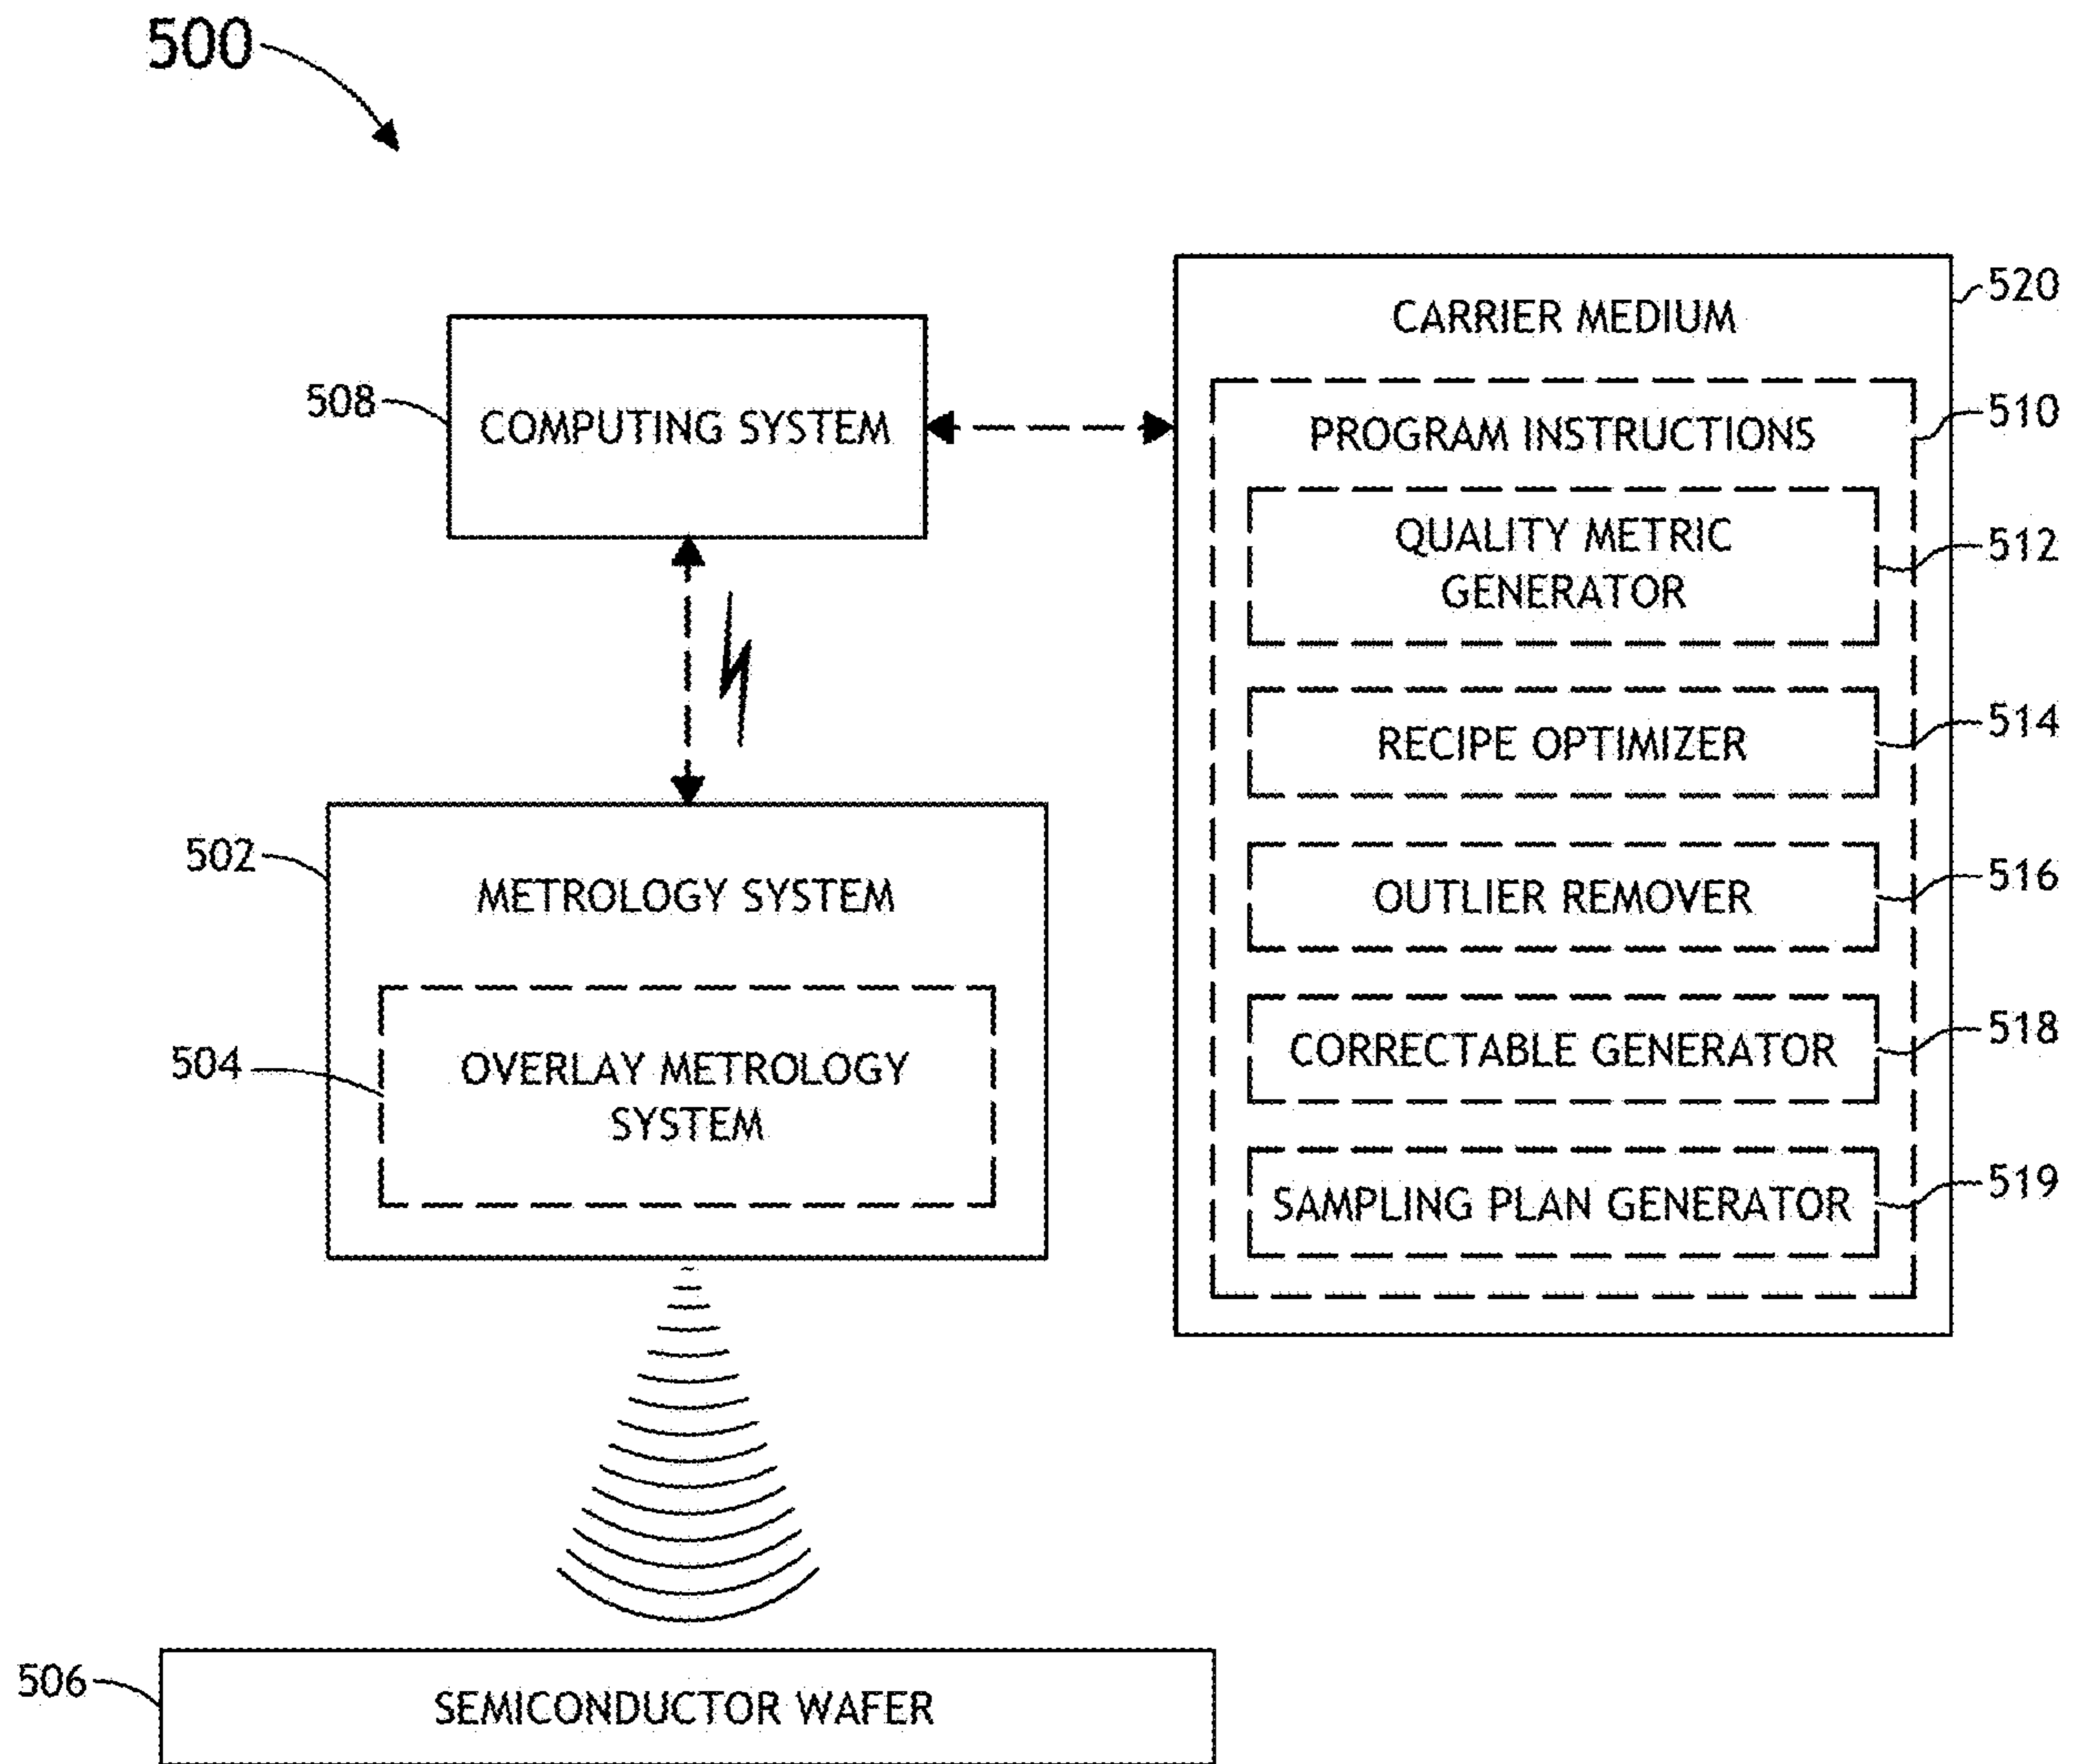 500
CARRIER MEDIUM
520
508
COMPUTING SYSTEM
PROGRAM INSTRUCTIONS
510
QUALITY METRIC
GENERATOR
512
RECIPE OPTIMIZER
514
502
METROLOGY SYSTEM
OUTLIER REMOVER
516
504
OVERLAY METROLOGY
SYSTEM
CORRECTABLE GENERATOR
518
SAMPLING PLAN GENERATOR
519
506
SEMICONDUCTOR WAFER